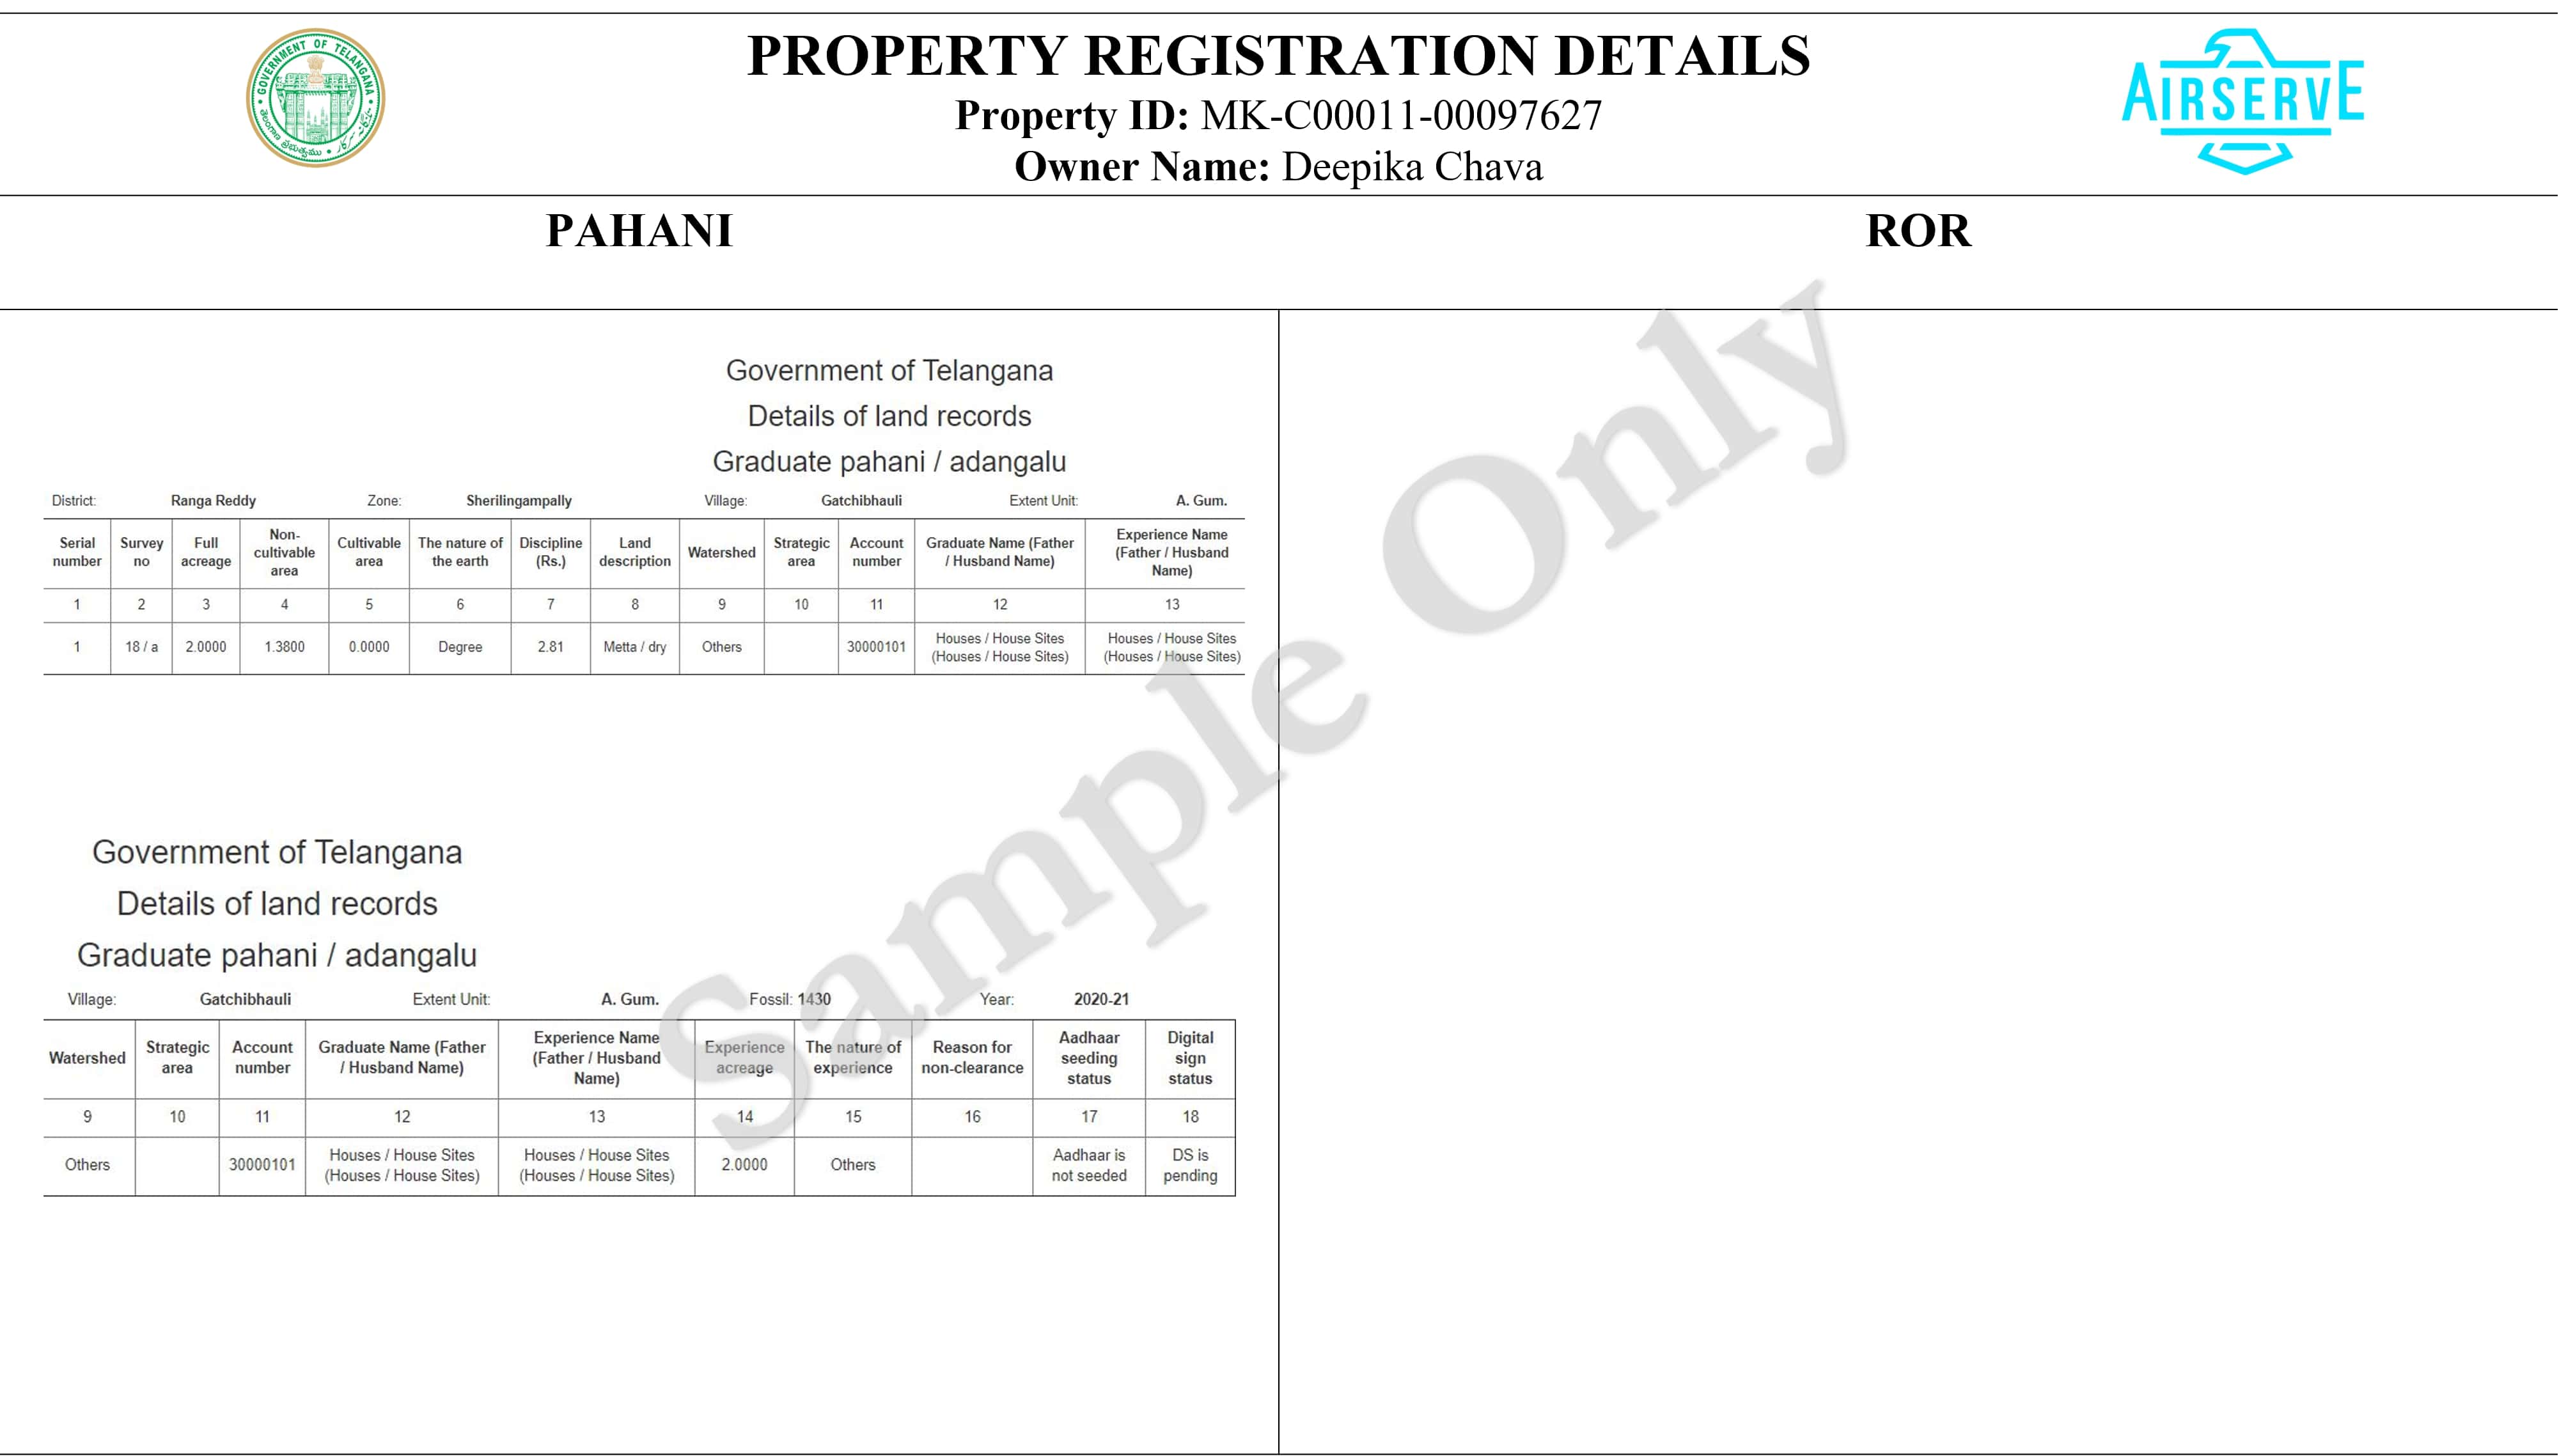 GOVERNMENT OF TELANGANA
PROPERTY REGISTRATION DETAILS
Property ID: MK-C00011-00097627
Owner Name: Deepika Chava
AIRSERVE
PAHANI
ROR
Government of Telangana
Details of land records
Graduate pahani / adangalu
District: Ranga Reddy Zone: Sherilingampally Village: Gatchibhauli Extent Unit: A. Gum.
Serial number Survey no Full acreage Non-cultivable area Cultivable area The nature of the earth Discipline (Rs.) Land description Watershed Strategic area Account number Graduate Name (Father / Husband Name) Experience Name (Father / Husband Name)
1 2 3 4 5 6 7 8 9 10 11 12 13
1 18 / a 2.0000 1.3800 0.0000 Degree 2.81 Metta / dry Others 30000101 Houses / House Sites (Houses / House Sites) Houses / House Sites (Houses / House Sites)
Government of Telangana
Details of land records
Graduate pahani / adangalu
Village: Gatchibhauli Extent Unit: A. Gum. Fossil: 1430 Year: 2020-21
Watershed Strategic area Account number Graduate Name (Father / Husband Name) Experience Name (Father / Husband Name) Experience acreage The nature of experience Reason for non-clearance Aadhaar seeding status Digital sign status
9 10 11 12 13 14 15 16 17 18
Others 30000101 Houses / House Sites (Houses / House Sites) Houses / House Sites (Houses / House Sites) 2.0000 Others Aadhaar is not seeded DS is pending
Sample Only